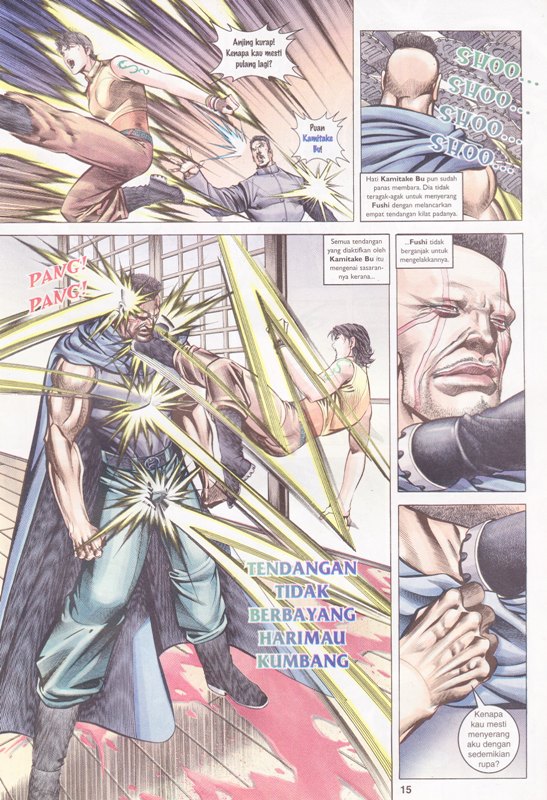 Anjing kurap!
Kenapa kau mesti
pulang lagi?
Puan
Kamitake
Bu!
SHOO...
SHOO...
SHOO...
SHOO...
Hati Kamitake Bu pun sudah
panas membara. Dia tidak
teragak-agak untuk menyerang
Fushi dengan melancarkan
empat tendangan kilat padanya.
PANG!
PANG!
Semua tendangan
yang diaktifkan oleh
Kamitake Bu itu
mengenai sasaran-
nya kerana...
..Fushi tidak
berganjak untuk
mengelakkannya.
TENDANGAN
TIDAK
BERBAYANG
HARIMAU
KUMBANG
Kenapa
kau mesti
menyerang
aku dengan
sedemikian
rupa?
15